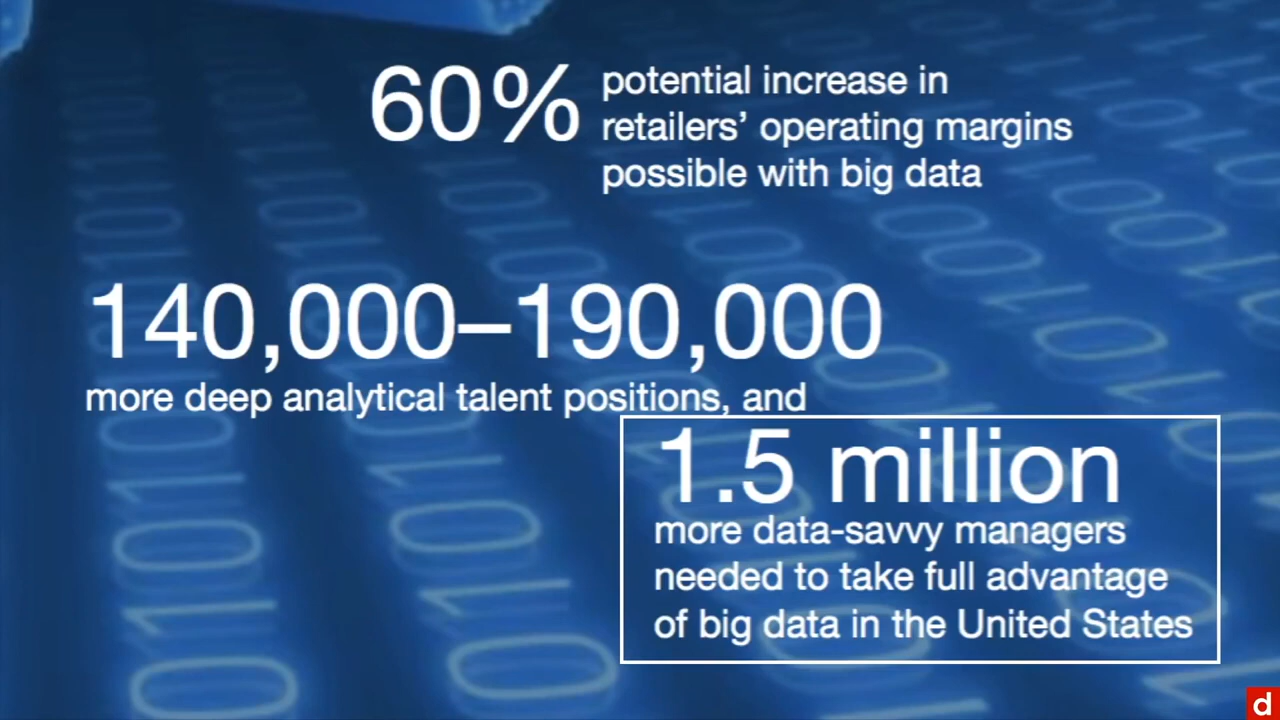 60%
potential increase in
retailers’ operating margins
possible with big data
140,000–190,000
more deep analytical talent positions, and
1.5 million
more data-savvy managers
needed to take full advantage
of big data in the United States
d